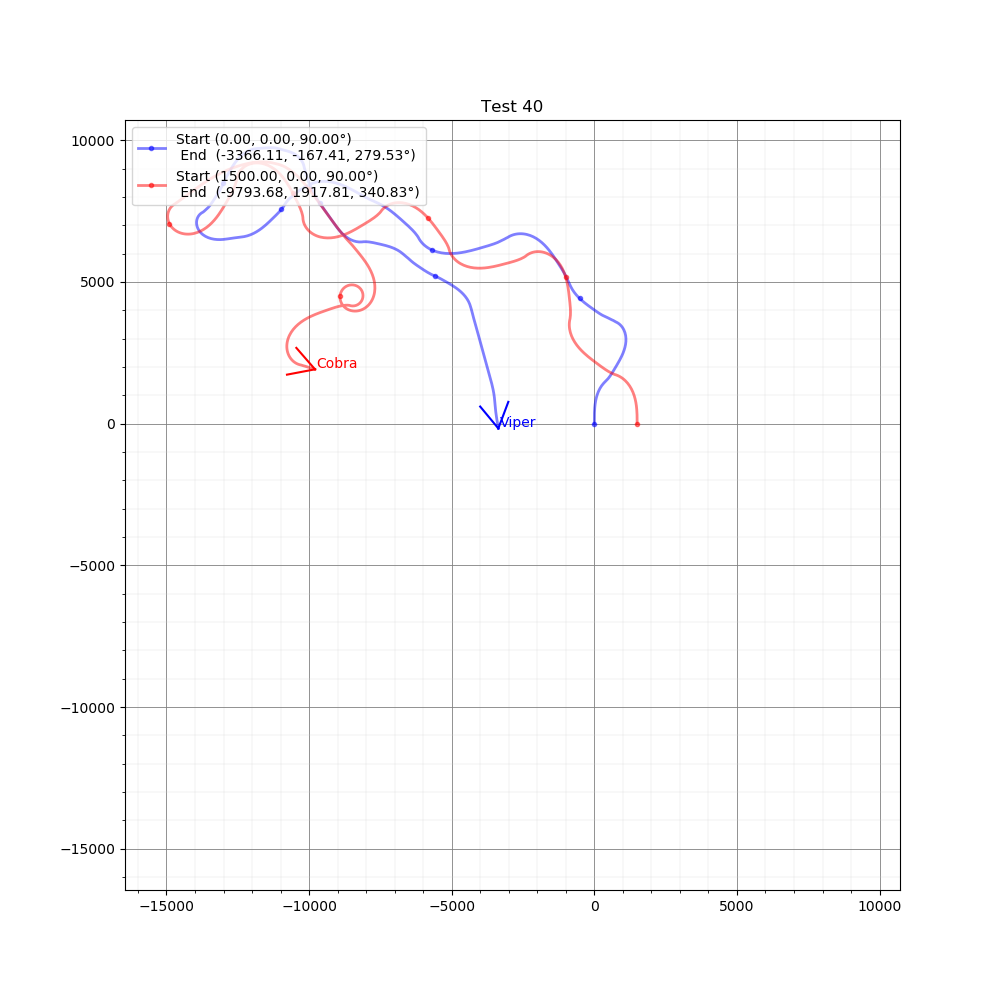 Test 40
Start (0.00, 0.00, 90.00°)
End  (-3366.11, -167.41, 279.53°)
Start (1500.00, 0.00, 90.00°)
End  (-9793.68, 1917.81, 340.83°)
10000
5000
0
−5000
−10000
−15000
Cobra
Viper
−15000
−10000
−5000
0
5000
10000